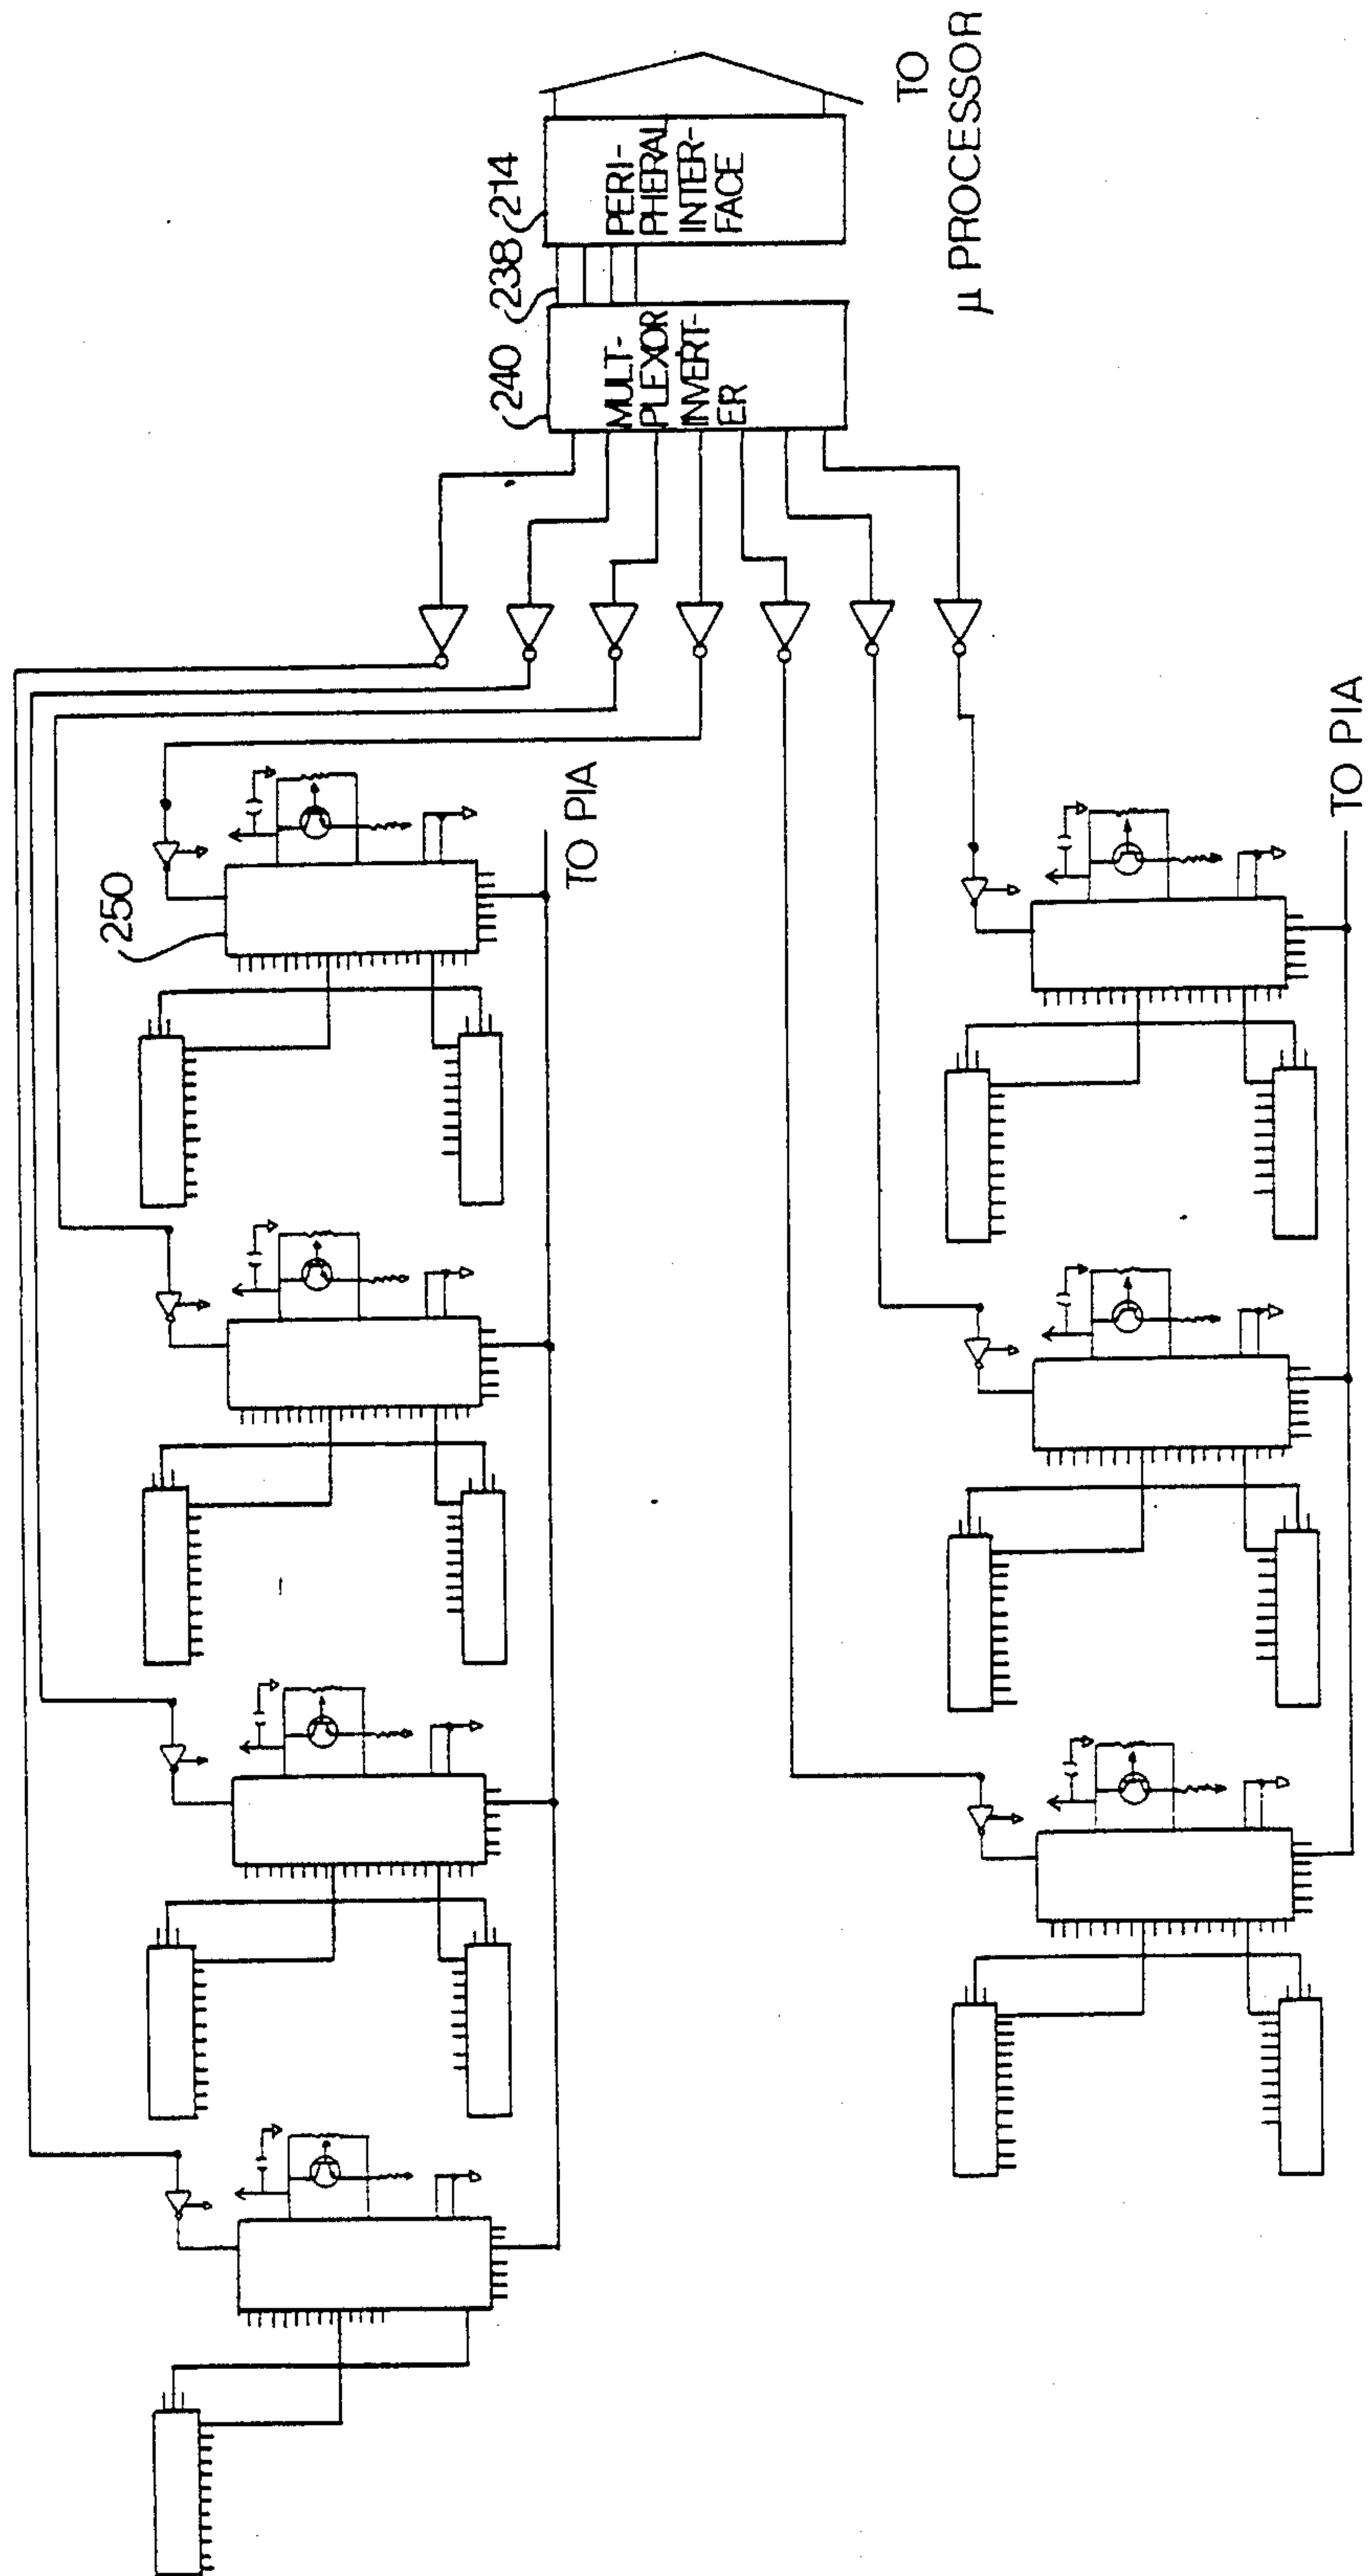 240
238
214
MULT-
PLEXOR
INVERT-
ER
PERI-
PHERAL
INTER-
FACE
TO
µ PROCESSOR
250
TO PIA
TO PIA